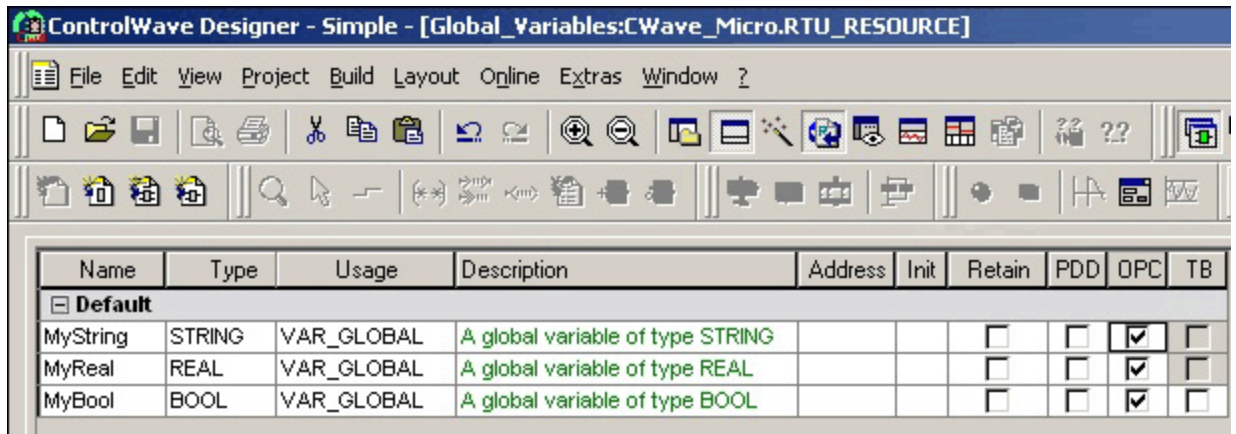 ControlWave Designer - Simple - [Global_Variables:CWave_Micro.RTU_RESOURCE]
File Edit View Project Build Layout Online Extras Window ?
Name Type Usage Description Address Init Retain PDD OPC TB
Default
MyString STRING VAR_GLOBAL A global variable of type STRING
MyReal REAL VAR_GLOBAL A global variable of type REAL
MyBool BOOL VAR_GLOBAL A global variable of type BOOL